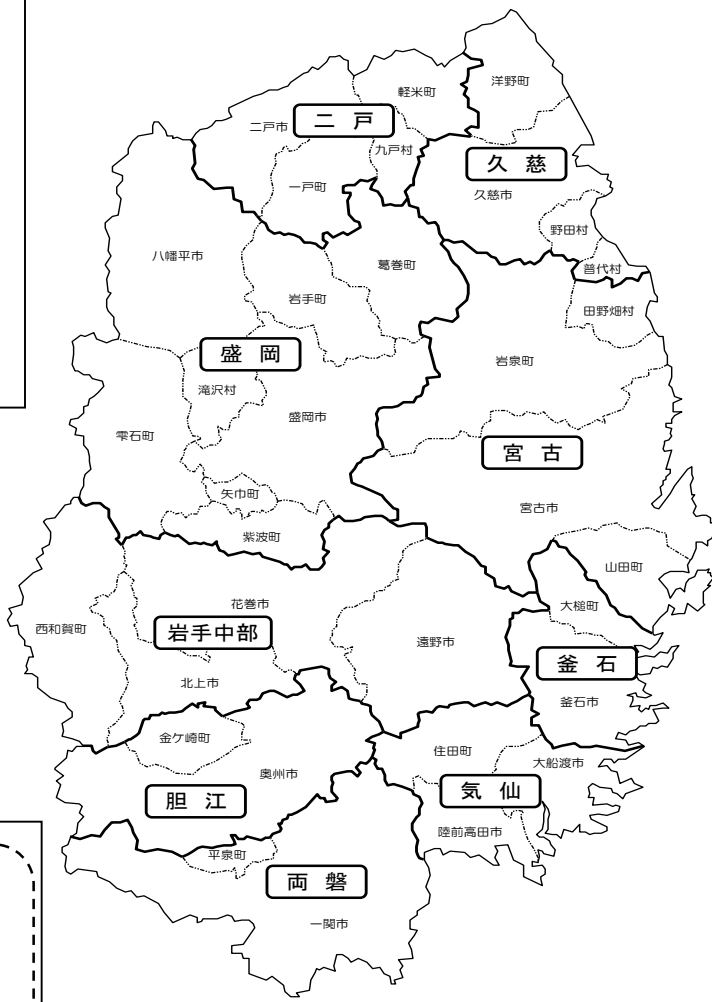 洋野町
軽米町
二戸市
二戸
九戸村
久慈
一戸町
久慈市
野田村
八幡平市
葛巻町
普代村
岩手町
田野畑村
盛岡
岩泉町
滝沢村
盛岡市
雫石町
宮古
矢巾町
宮古市
紫波町
山田町
花巻市
大槌町
西和賀町
岩手中部
遠野市
釜石
北上市
釜石市
金ケ崎町
住田町
大船渡市
奥州市
気仙
胆江
陸前高田市
平泉町
両磐
一関市